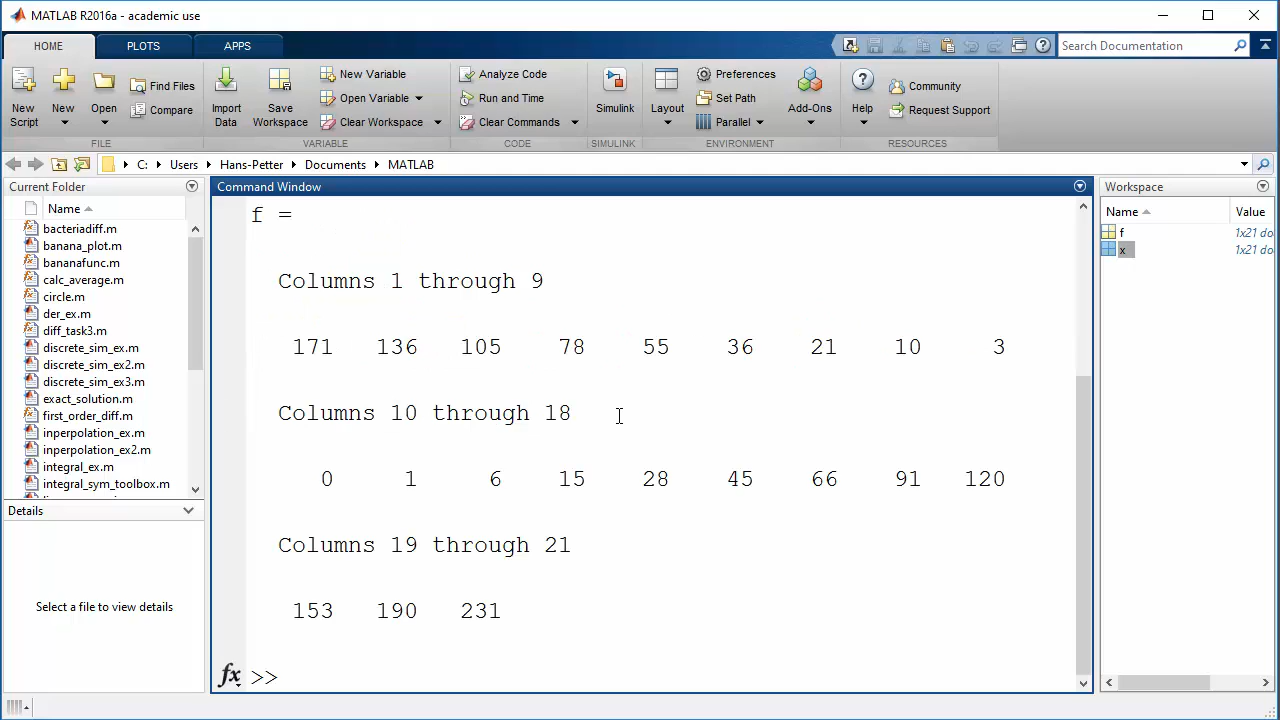 MATLAB R2016a - academic use
HOME PLOTS APPS
Search Documentation
New Script
New
Open
Find Files
Compare
FILE
Import Data
Save Workspace
New Variable
Open Variable
Clear Workspace
VARIABLE
Analyze Code
Run and Time
Clear Commands
CODE
Simulink
SIMULINK
Layout
Preferences
Set Path
Parallel
Add-Ons
ENVIRONMENT
Help
Community
Request Support
RESOURCES
C: Users Hans-Petter Documents MATLAB
Current Folder
Name
bacteriadiff.m
banana_plot.m
bananafunc.m
calc_average.m
circle.m
der_ex.m
diff_task3.m
discrete_sim_ex.m
discrete_sim_ex2.m
discrete_sim_ex3.m
exact_solution.m
first_order_diff.m
inperpolation_ex.m
inperpolation_ex2.m
integral_ex.m
integral_sym_toolbox.m
Details
Select a file to view details
Command Window
f =
Columns 1 through 9
171 136 105 78 55 36 21 10 3
Columns 10 through 18
0 1 6 15 28 45 66 91 120
Columns 19 through 21
153 190 231
fx >>
Workspace
Name Value
f 1x21 do
x 1x21 do